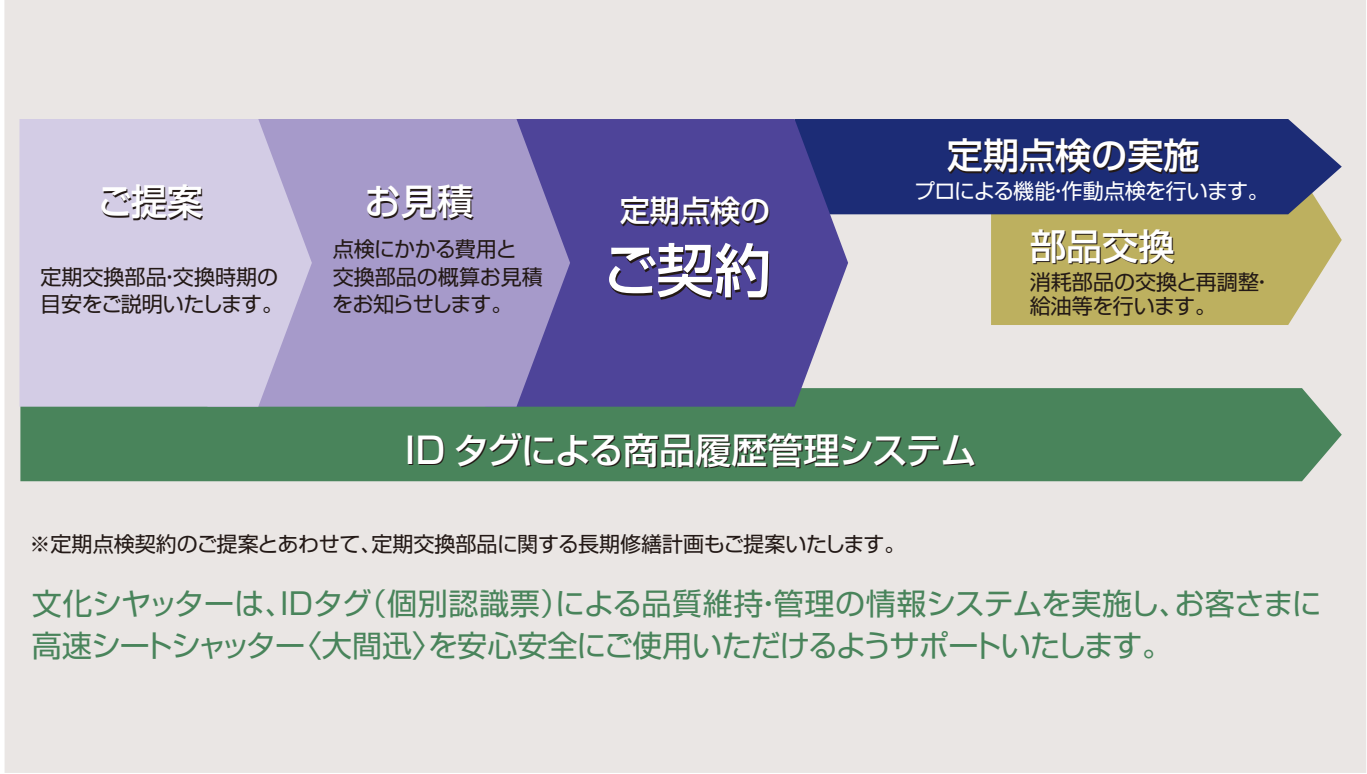 ご提案
定期交換部品・交換時期の
目安をご説明いたします。
お見積
点検にかかる費用と
交換部品の概算お見積
をお知らせします。
定期点検の
ご契約
定期点検の実施
プロによる機能・作動点検を行います。
部品交換
消耗部品の交換と再調整・
給油等を行います。
ID タグによる商品履歴管理システム
※定期点検契約のご提案とあわせて、定期交換部品に関する長期修繕計画もご提案いたします。
文化シヤッターは、IDタグ（個別認識票）による品質維持・管理の情報システムを実施し、お客さまに
高速シートシャッター〈大間迅〉を安心安全にご使用いただけるようサポートいたします。